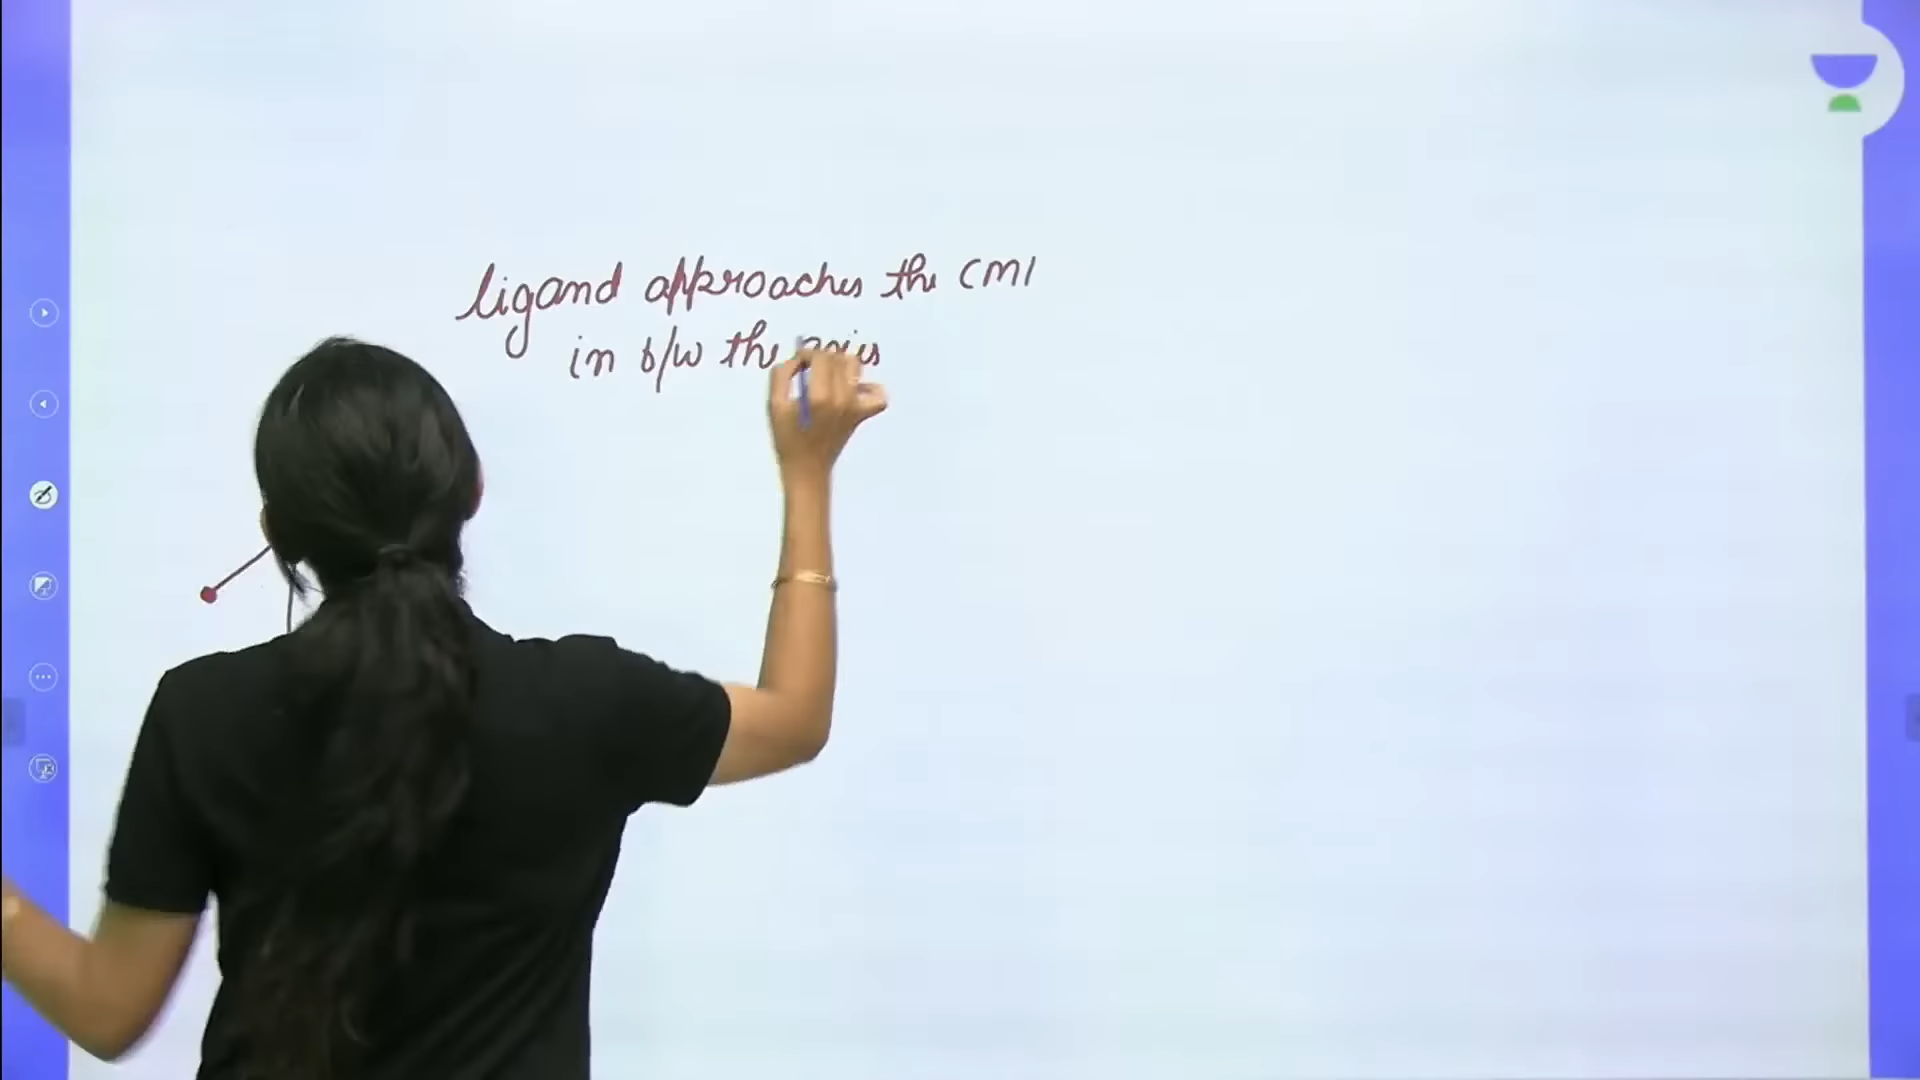 ligand approaches the CMI
in b/w the axis